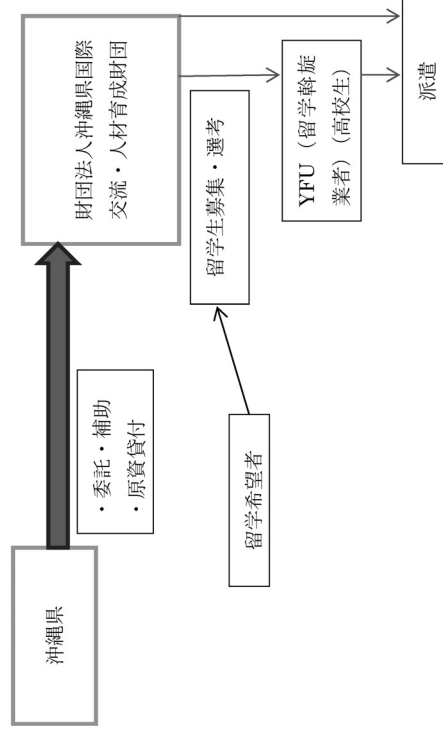 沖縄県
・委託・補助
・原資貸付
財団法人沖縄県国際
交流・人材育成財団
留学生募集・選考
留学希望者
YFU（留学斡旋
業者）（高校生）
派遣